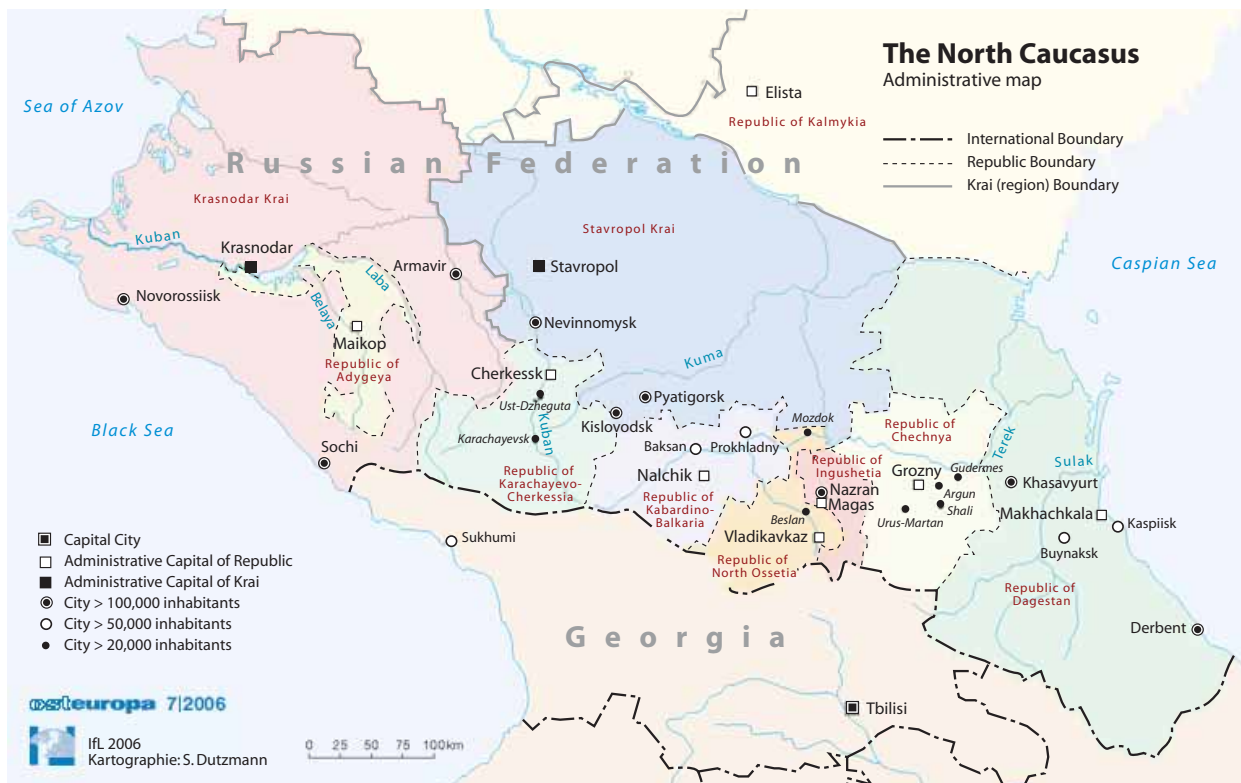 The North Caucasus
Administrative map
International Boundary
Republic Boundary
Krai (region) Boundary
Sea of Azov
Elista
Republic of Kalmykia
Russian Federation
Krasnodar Krai
Stavropol Krai
Kuban
Krasnodar
Armavir
Stavropol
Caspian Sea
Laba
Novorossiisk
Belaya
Nevinnomysk
Maikop
Kuma
Republic of
Adygeya
Cherkessk
Ust-Dzheguta
Pyatigorsk
Kislovodsk
Mozdok
Black Sea
Karachayevsk
Kuban
Baksan
Prokhladny
Republic of
Chechnya
Terek
Sochi
Republic of
Karachayevo-
Cherkessia
Nalchik
Republic of
Kabardino-
Balkaria
Republic of
Ingushetia
Nazran
Magas
Grozny
Gudermes
Argun
Shali
Urus-Martan
Sulak
Khasavyurt
Makhachkala
Kaspiisk
Buynaksk
Beslan
Vladikavkaz
Republic of
North Ossetia
Republic of
Dagestan
Derbent
Sukhumi
Georgia
Tbilisi
Capital City
Administrative Capital of Republic
Administrative Capital of Krai
City > 100,000 inhabitants
City > 50,000 inhabitants
City > 20,000 inhabitants
osteuropa 7|2006
IfL 2006
Kartographie: S. Dutzmann
0 25 50 75 100km